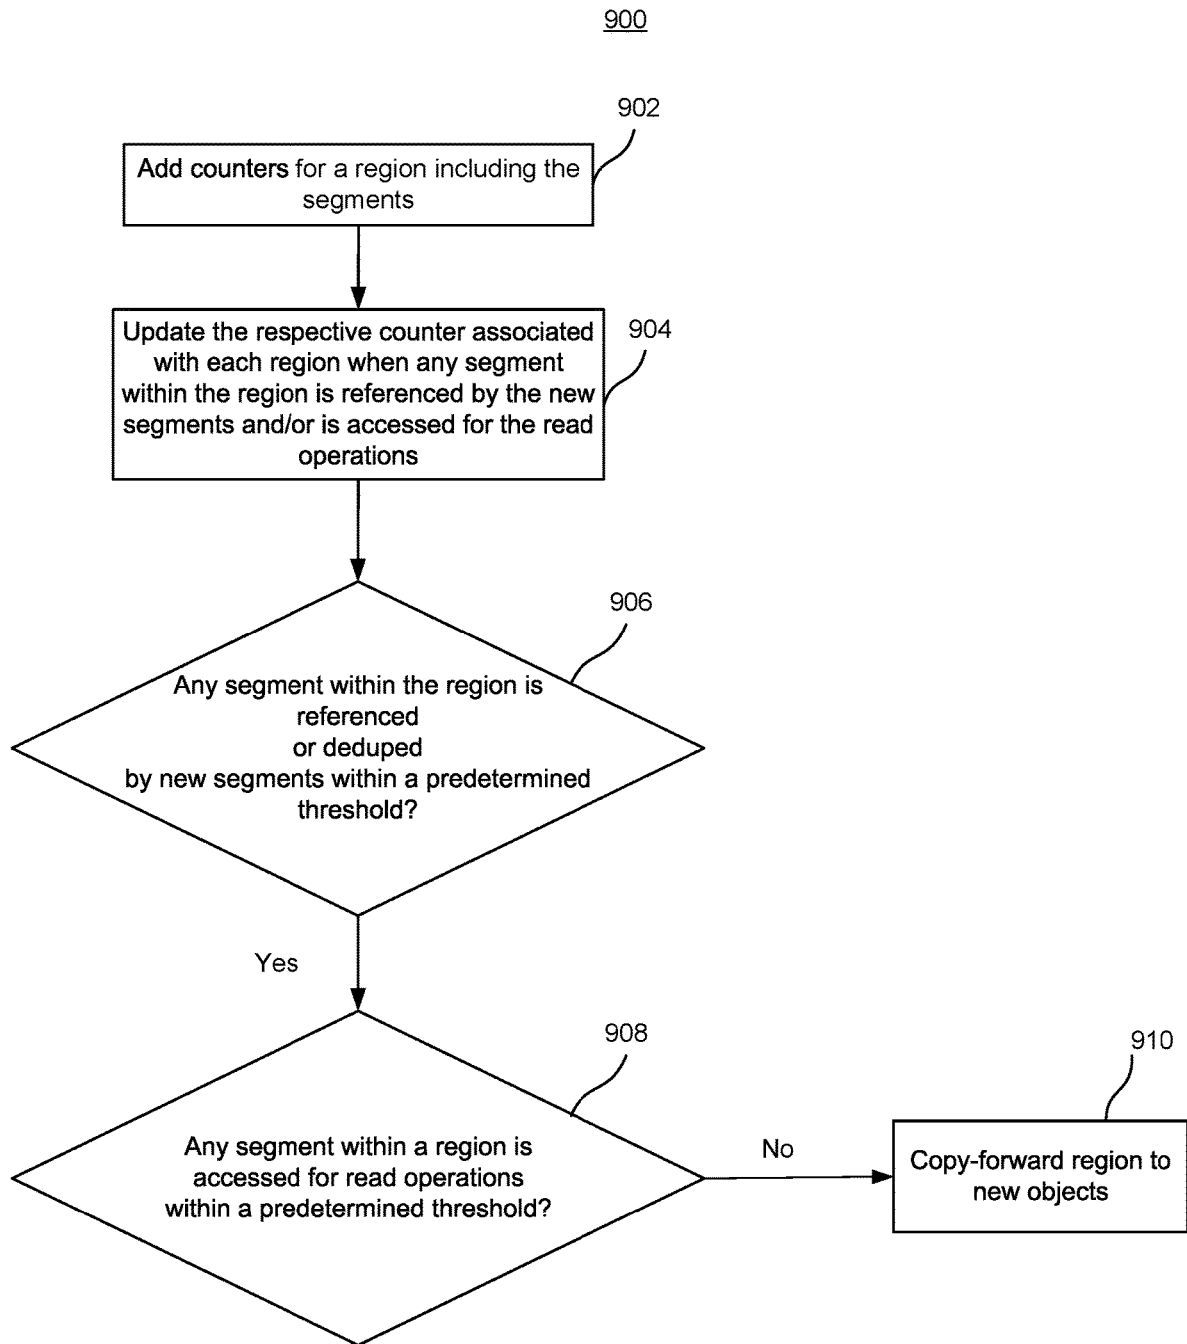 900
902
Add counters for a region including the
segments
904
Update the respective counter associated
with each region when any segment
within the region is referenced by the new
segments and/or is accessed for the read
operations
906
Any segment within the region is
referenced
or deduped
by new segments within a predetermined
threshold?
Yes
908
910
Any segment within a region is
accessed for read operations
within a predetermined threshold?
No
Copy-forward region to
new objects